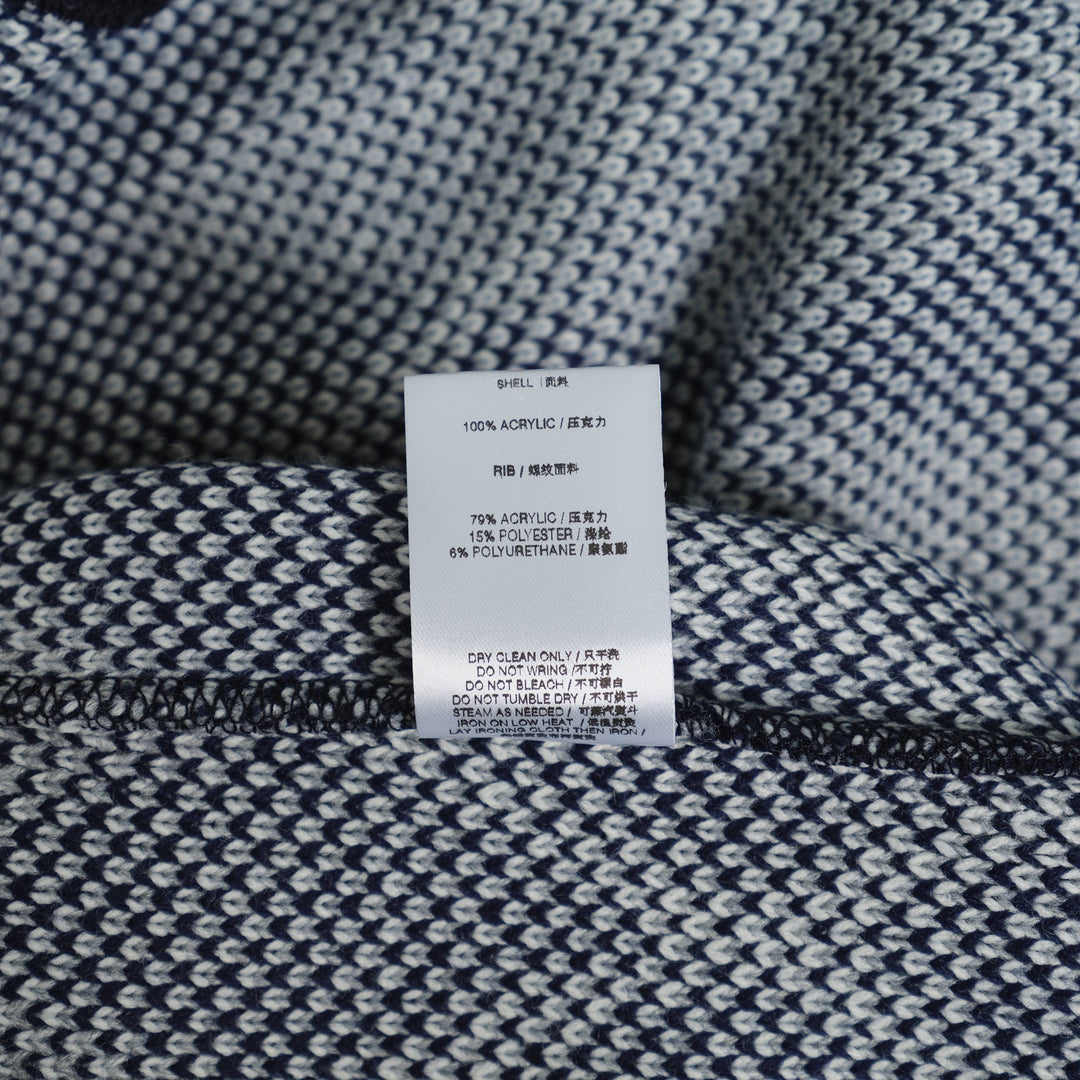 SHELL | 面料
100% ACRYLIC / 压克力
RIB / 螺纹面料
79% ACRYLIC / 压克力
15% POLYESTER / 涤纶
6% POLYURETHANE / 聚氨酯
DRY CLEAN ONLY / 只干洗
DO NOT WRING / 不可拧
DO NOT BLEACH / 不可漂白
DO NOT TUMBLE DRY / 不可烘干
STEAM AS NEEDED / 可蒸汽熨斗
IRON ON LOW HEAT / 低温熨烫
LAY IRONING CLOTH THEN IRON /